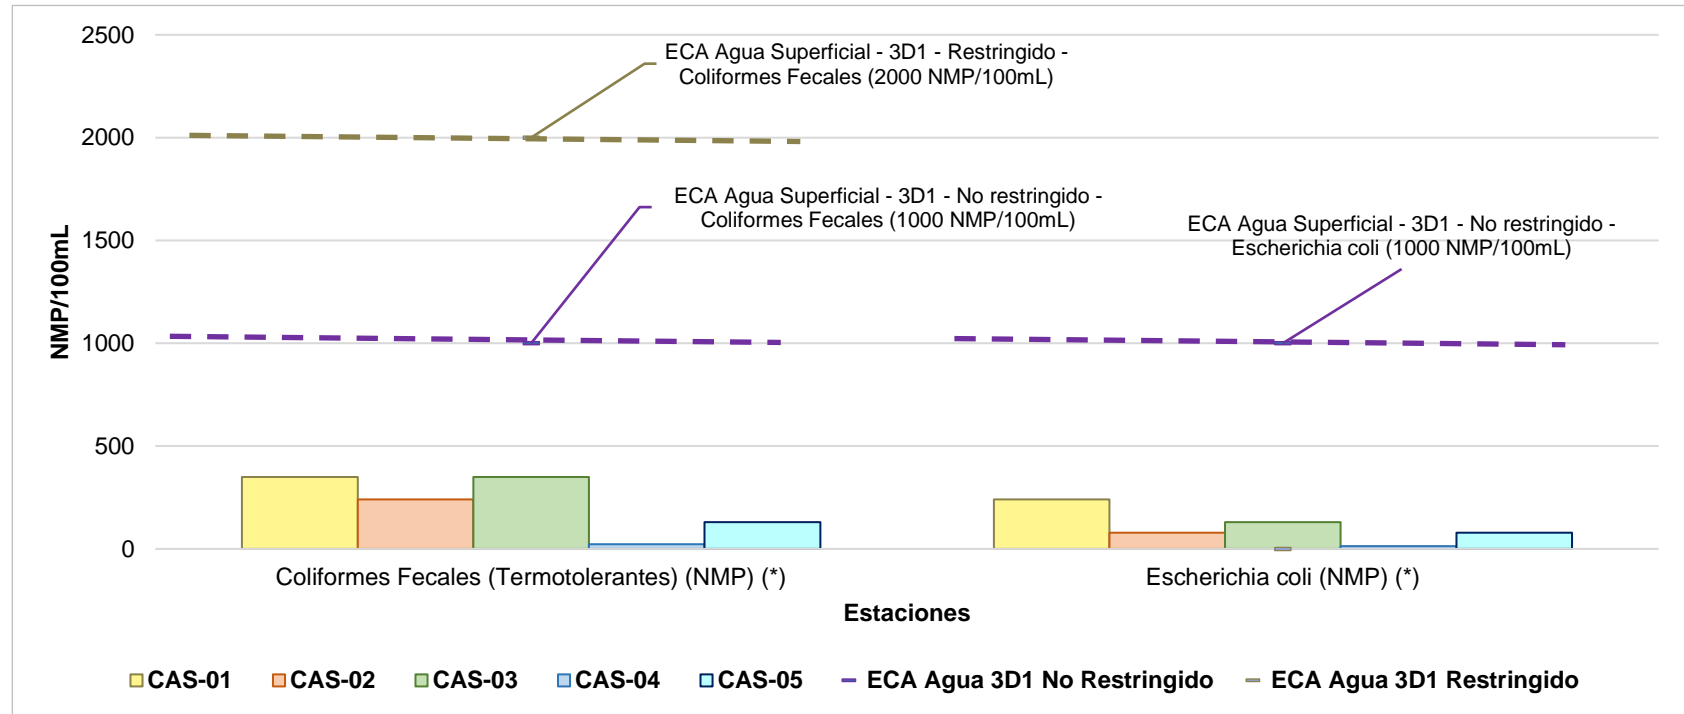 2500
ECA Agua Superficial - 3D1 - Restringido -
Coliformes Fecales (2000 NMP/100mL)
2000
ECA Agua Superficial - 3D1 - No restringido -
Coliformes Fecales (1000 NMP/100mL)
ECA Agua Superficial - 3D1 - No restringido -
Escherichia coli (1000 NMP/100mL)
1500
NMP/100mL
1000
500
0
Coliformes Fecales (Termotolerantes) (NMP) (*)
Escherichia coli (NMP) (*)
Estaciones
CAS-01
CAS-02
CAS-03
CAS-04
CAS-05
ECA Agua 3D1 No Restringido
ECA Agua 3D1 Restringido